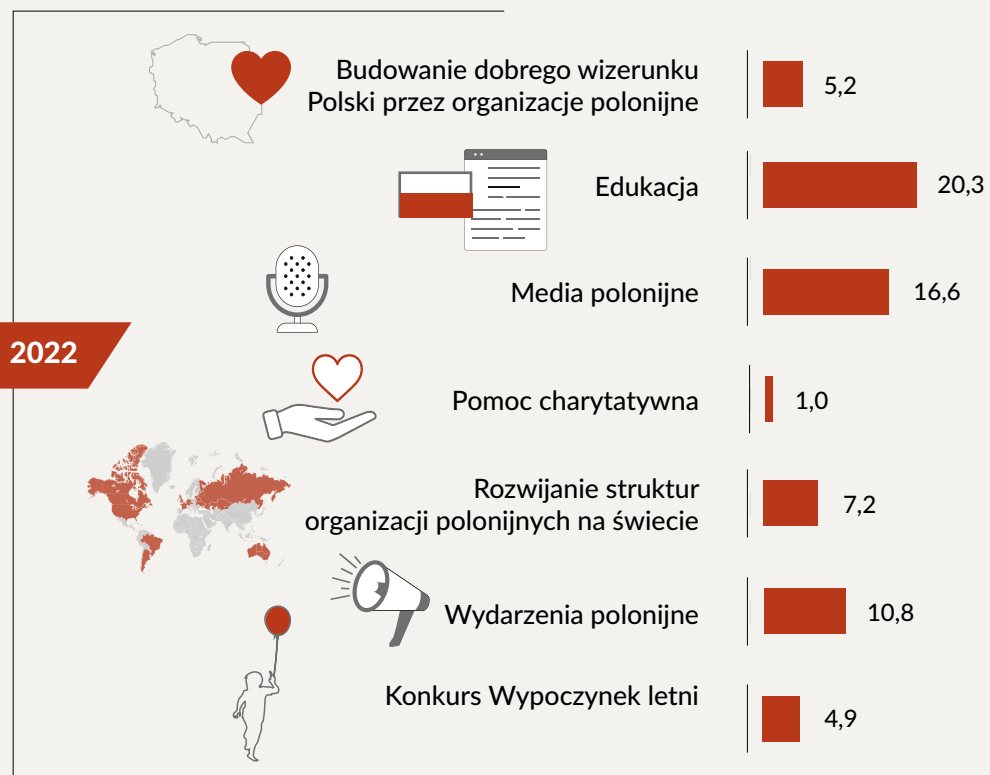 Budowanie dobrego wizerunku
Polski przez organizacje polonijne
5,2
Edukacja
20,3
Media polonijne
16,6
2022
Pomoc charytatywna
1,0
Rozwijanie struktur
organizacji polonijnych na świecie
7,2
Wydarzenia polonijne
10,8
Konkurs Wypoczynek letni
4,9